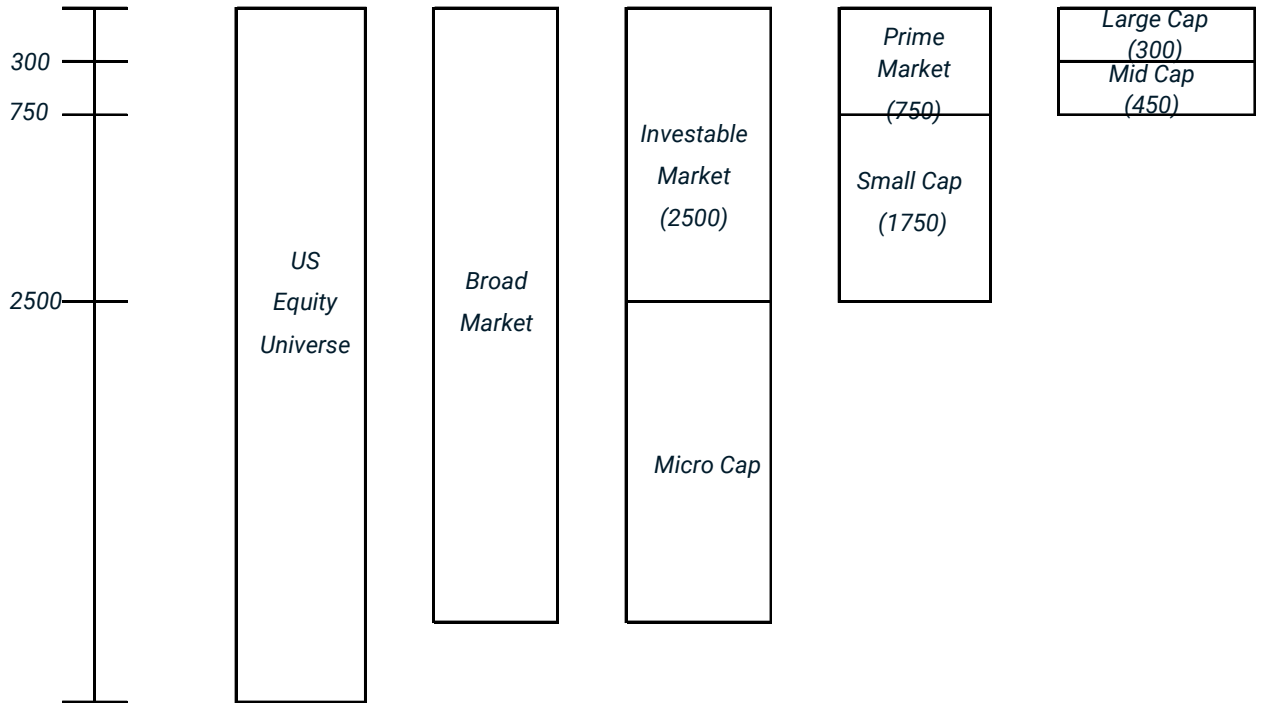 300
750
2500
US
Equity
Universe
Broad
Market
Investable
Market
(2500)
Micro Cap
Prime
Market
(750)
Small Cap
(1750)
Large Cap
(300)
Mid Cap
(450)